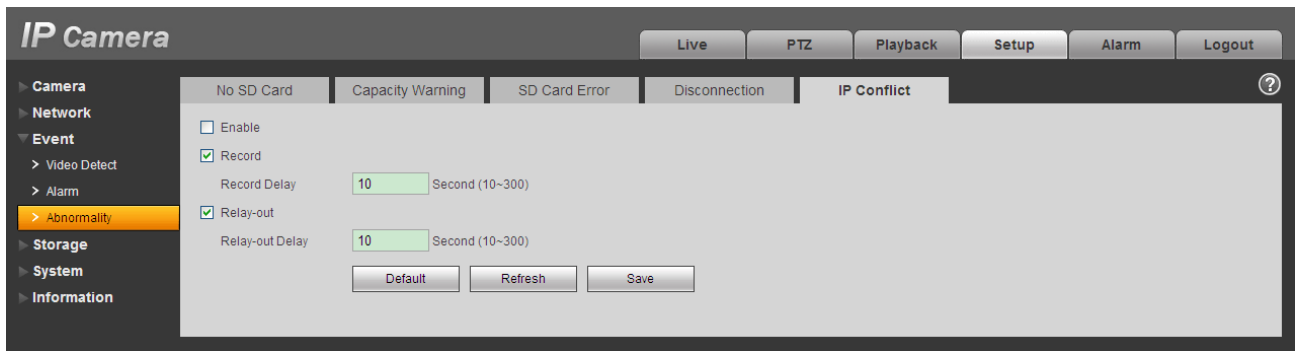 IP Camera
Live PTZ Playback Setup Alarm Logout
Camera
Network
Event
> Video Detect
> Alarm
> Abnormality
Storage
System
Information
No SD Card Capacity Warning SD Card Error Disconnection IP Conflict ?
Enable
Record
Record Delay 10 Second (10~300)
Relay-out
Relay-out Delay 10 Second (10~300)
Default Refresh Save